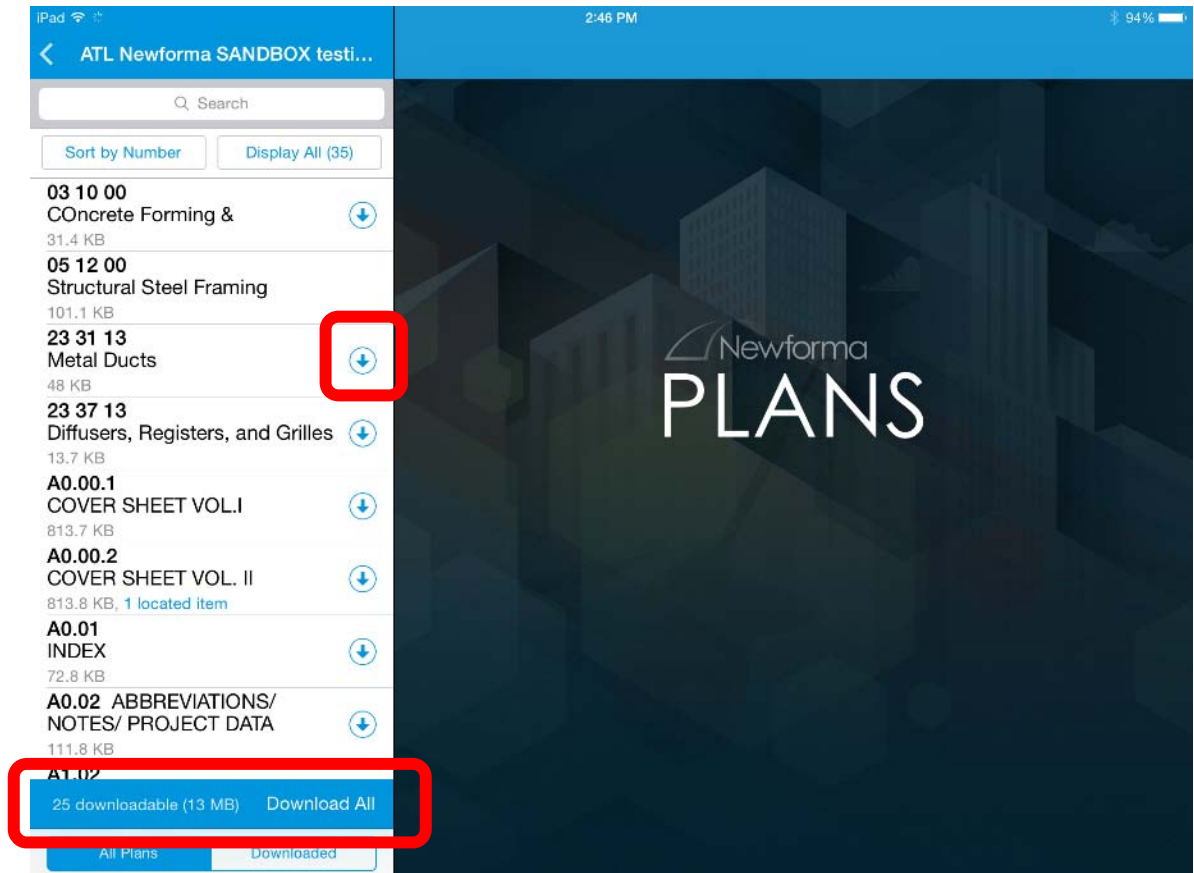 iPad 2:46 PM 94%
ATL Newforma SANDBOX testi...
Search
Sort by Number Display All (35)
03 10 00
COncrete Forming &
31.4 KB
05 12 00
Structural Steel Framing
101.1 KB
23 31 13
Metal Ducts
48 KB
23 37 13
Diffusers, Registers, and Grilles
13.7 KB
A0.00.1
COVER SHEET VOL.I
813.7 KB
A0.00.2
COVER SHEET VOL. II
813.8 KB, 1 located item
A0.01
INDEX
72.8 KB
A0.02 ABBREVIATIONS/
NOTES/ PROJECT DATA
111.8 KB
A1.02
25 downloadable (13 MB) Download All
All Plans Downloaded
Newforma
PLANS